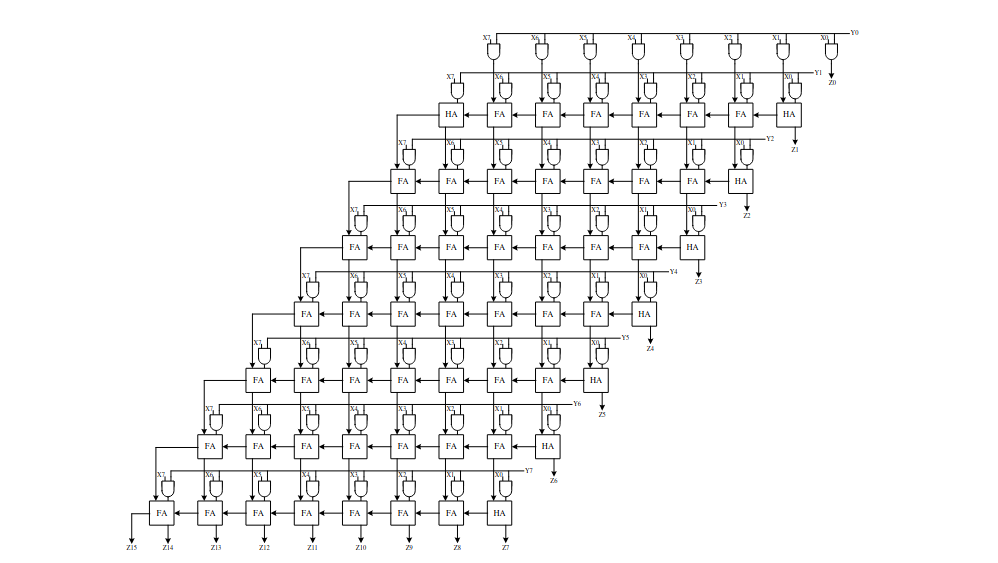 X7 X6 X5 X4 X3 X2 X1 X0 Y0
X7 X6 X5 X4 X3 X2 X1 X0 Y1 Z0
HA FA FA FA FA FA FA HA
X7 X6 X5 X4 X3 X2 X1 X0 Y2 Z1
FA FA FA FA FA FA FA HA
X7 X6 X5 X4 X3 X2 X1 X0 Y3 Z2
FA FA FA FA FA FA FA HA
X7 X6 X5 X4 X3 X2 X1 X0 Y4 Z3
FA FA FA FA FA FA FA HA
X7 X6 X5 X4 X3 X2 X1 X0 Y5 Z4
FA FA FA FA FA FA FA HA
X7 X6 X5 X4 X3 X2 X1 X0 Y6 Z5
FA FA FA FA FA FA FA HA
X7 X6 X5 X4 X3 X2 X1 X0 Y7 Z6
FA FA FA FA FA FA FA HA
Z15 Z14 Z13 Z12 Z11 Z10 Z9 Z8 Z7